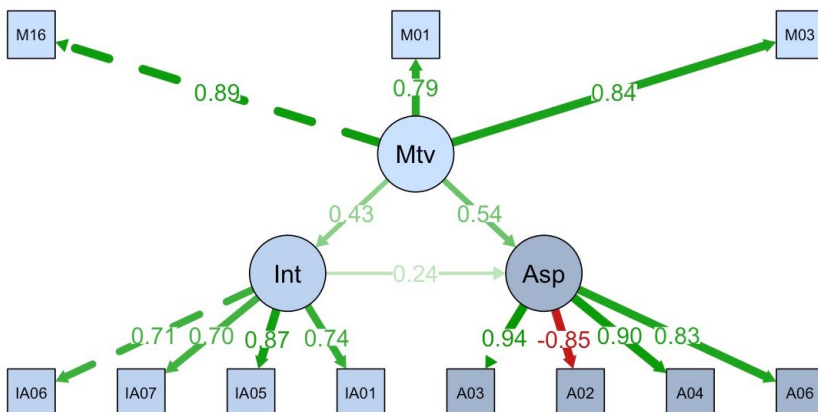 M16 M01 M03
0.89 0.79 0.84
Mtv
0.43 0.54
Int 0.24 Asp
0.71 0.70 0.87 0.74 0.94 -0.85 0.90 0.83
IA06 IA07 IA05 IA01 A03 A02 A04 A06